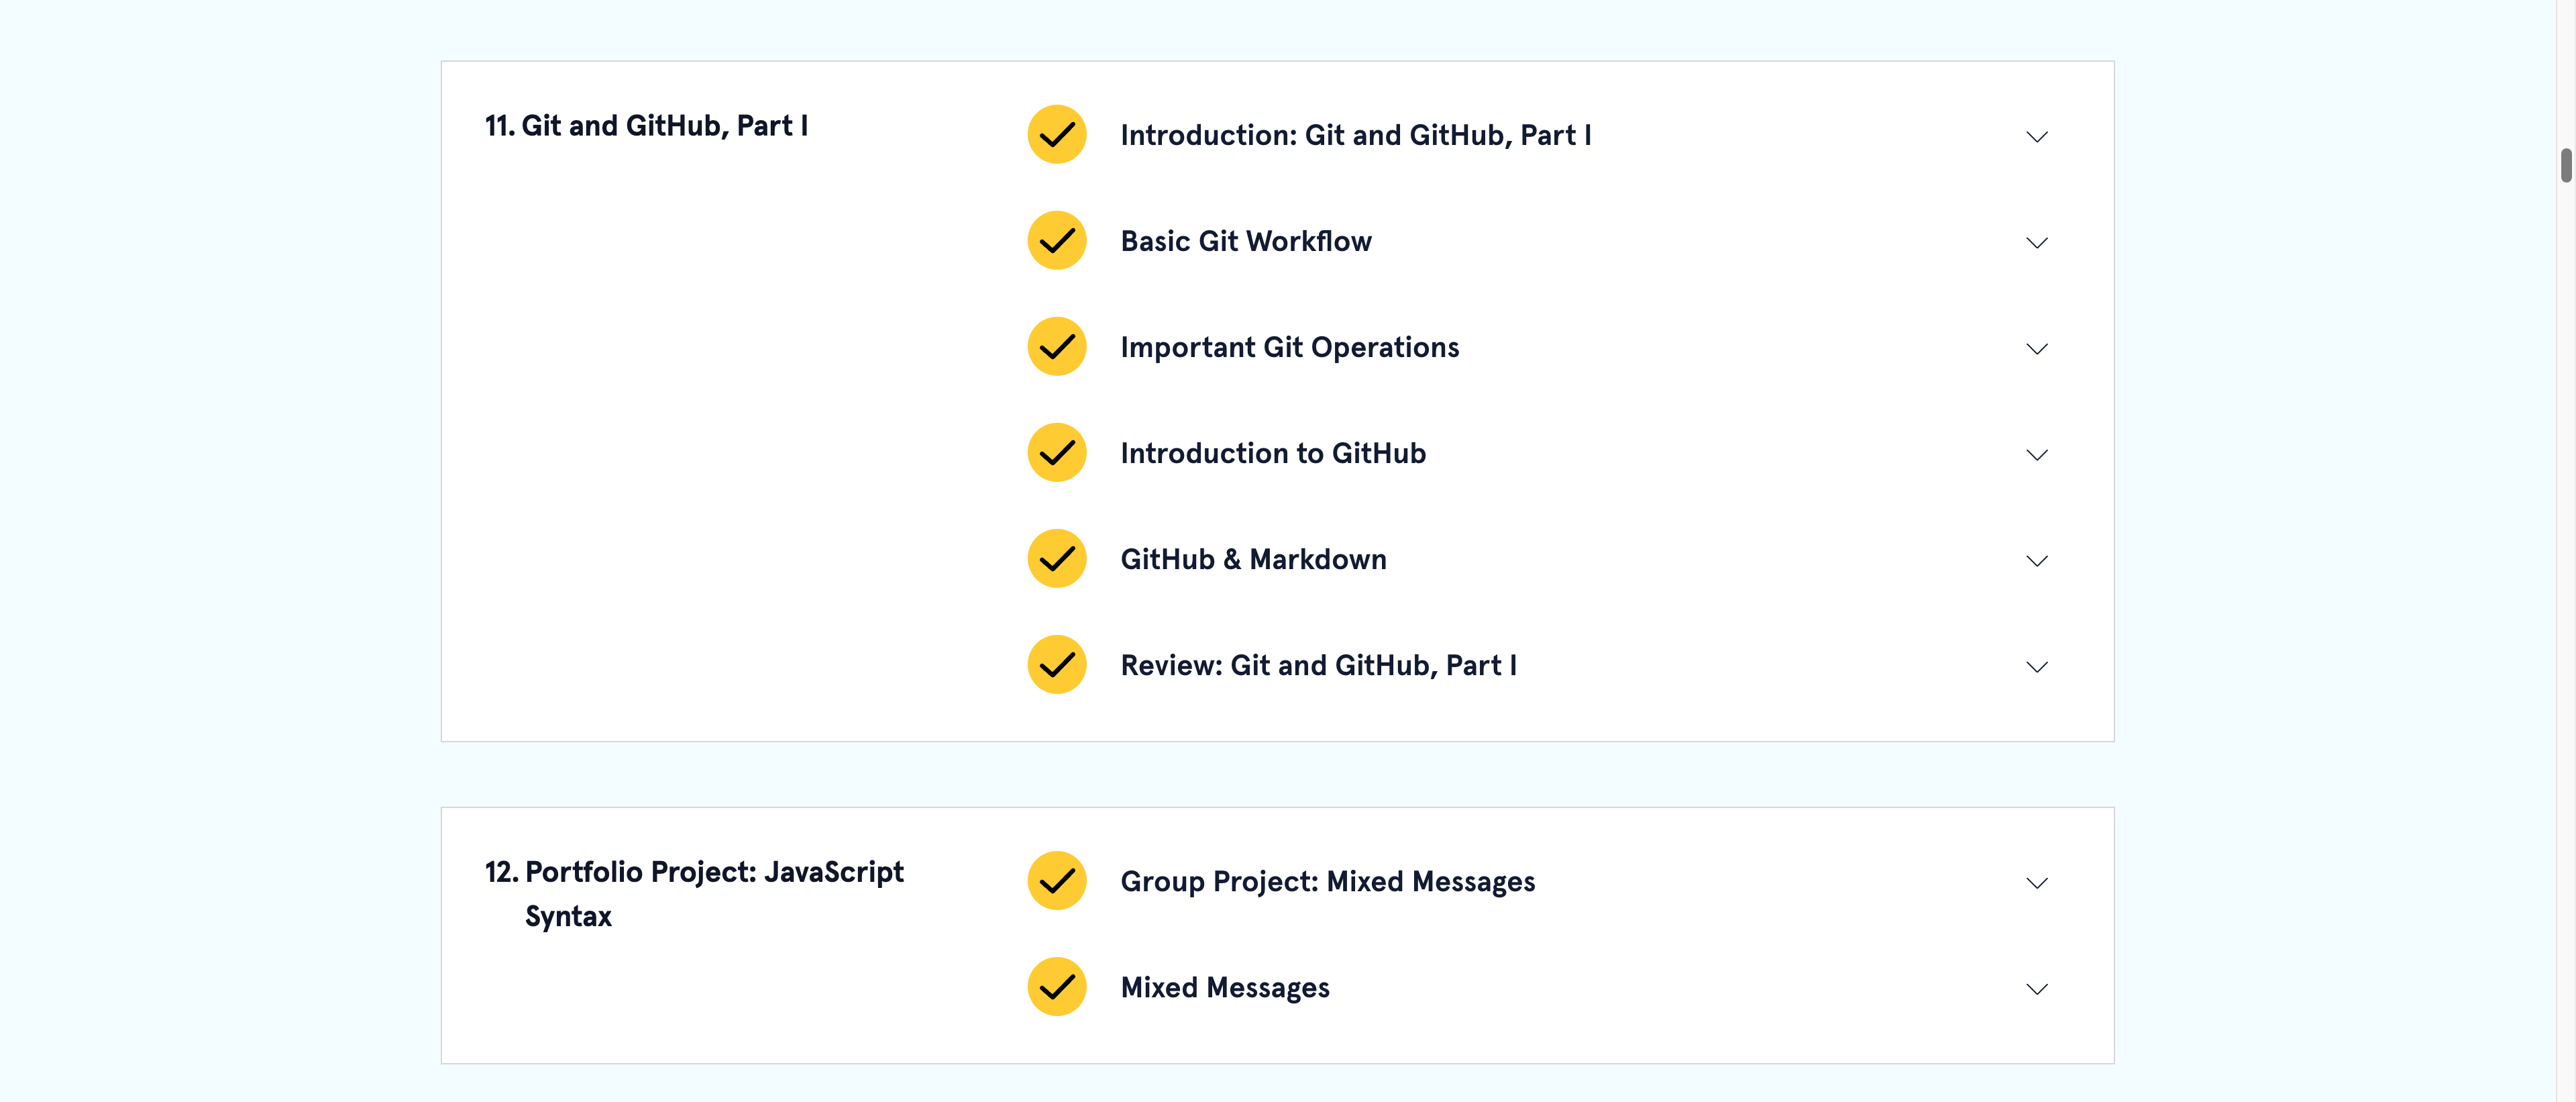 11. Git and GitHub, Part I
Introduction: Git and GitHub, Part I
Basic Git Workflow
Important Git Operations
Introduction to GitHub
GitHub & Markdown
Review: Git and GitHub, Part I
12. Portfolio Project: JavaScript
Syntax
Group Project: Mixed Messages
Mixed Messages